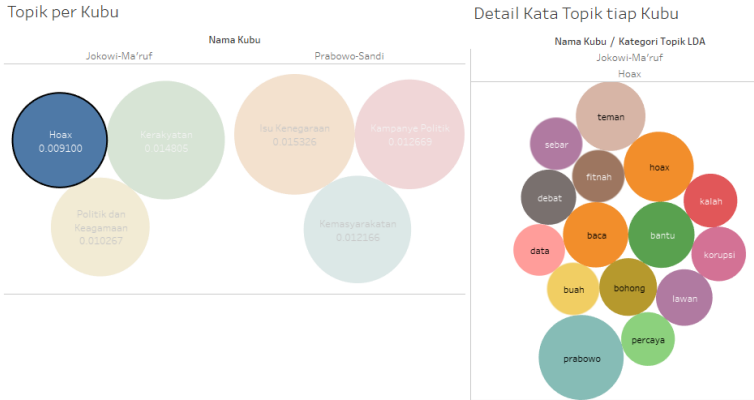 Topik per Kubu
Nama Kubu
Jokowi-Ma'ruf
Prabowo-Sandi
Hoax
0.009100
Kerakyatan
0.014805
Politik dan
Keagamaan
0.010267
Isu Kenegaraan
0.015326
Kampanye Politik
0.012669
Kemasyarakatan
0.012166
Detail Kata Topik tiap Kubu
Nama Kubu / Kategori Topik LDA
Jokowi-Ma'ruf
Hoax
teman
sebar
hoax
fitnah
debat
kalah
baca
bantu
data
korupsi
buah
bohong
lawan
percaya
prabowo